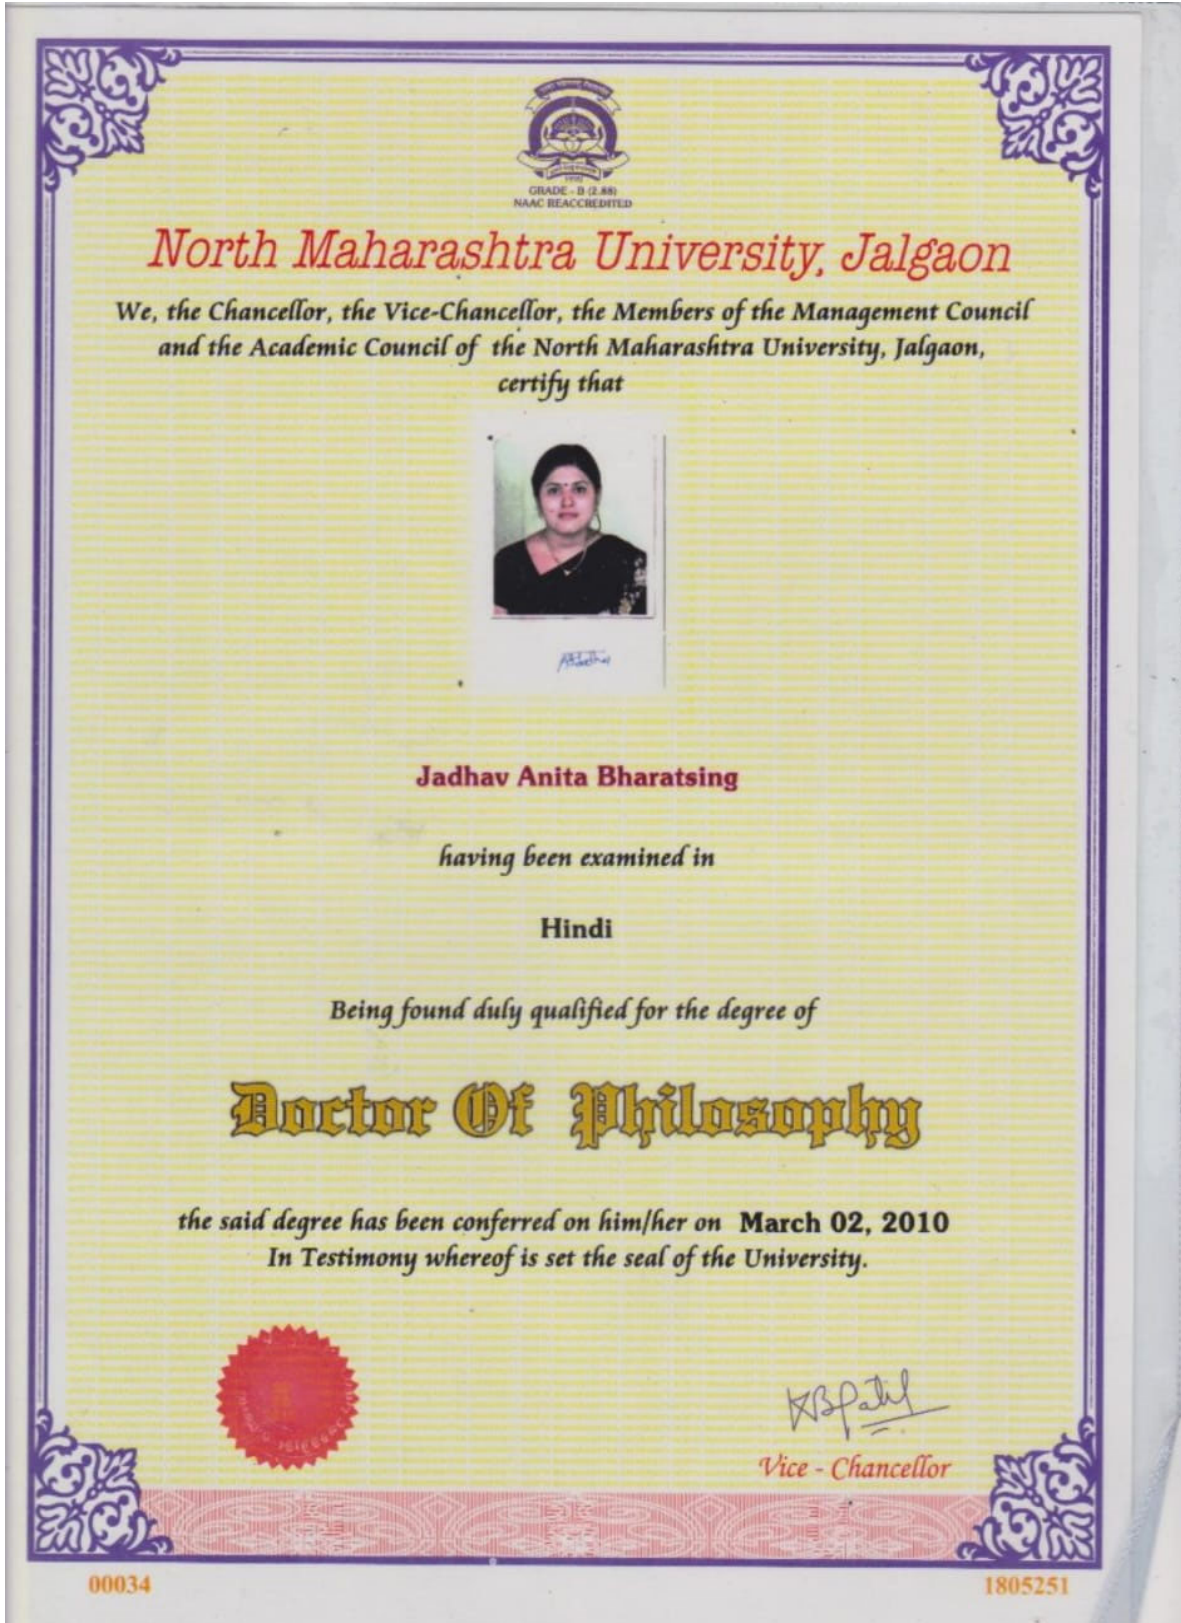 1990
GRADE - B (2.88)
NAAC REACCREDITED
North Maharashtra University, Jalgaon
We, the Chancellor, the Vice-Chancellor, the Members of the Management Council
and the Academic Council of the North Maharashtra University, Jalgaon,
certify that
Jadhav Anita Bharatsing
having been examined in
Hindi
Being found duly qualified for the degree of
Doctor Of Philosophy
the said degree has been conferred on him/her on March 02, 2010
In Testimony whereof is set the seal of the University.
KBPatil
Vice - Chancellor
00034
1805251